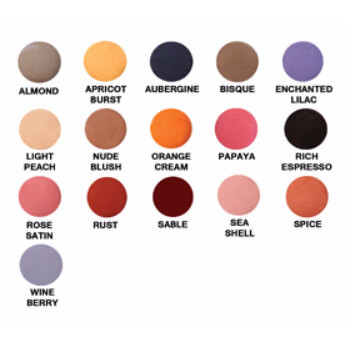 ALMOND
APRICOT
BURST
AUBERGINE
BISQUE
ENCHANTED
LILAC
LIGHT
PEACH
NUDE
BLUSH
ORANGE
CREAM
PAPAYA
RICH
ESPRESSO
ROSE
SATIN
RUST
SABLE
SEA
SHELL
SPICE
WINE
BERRY